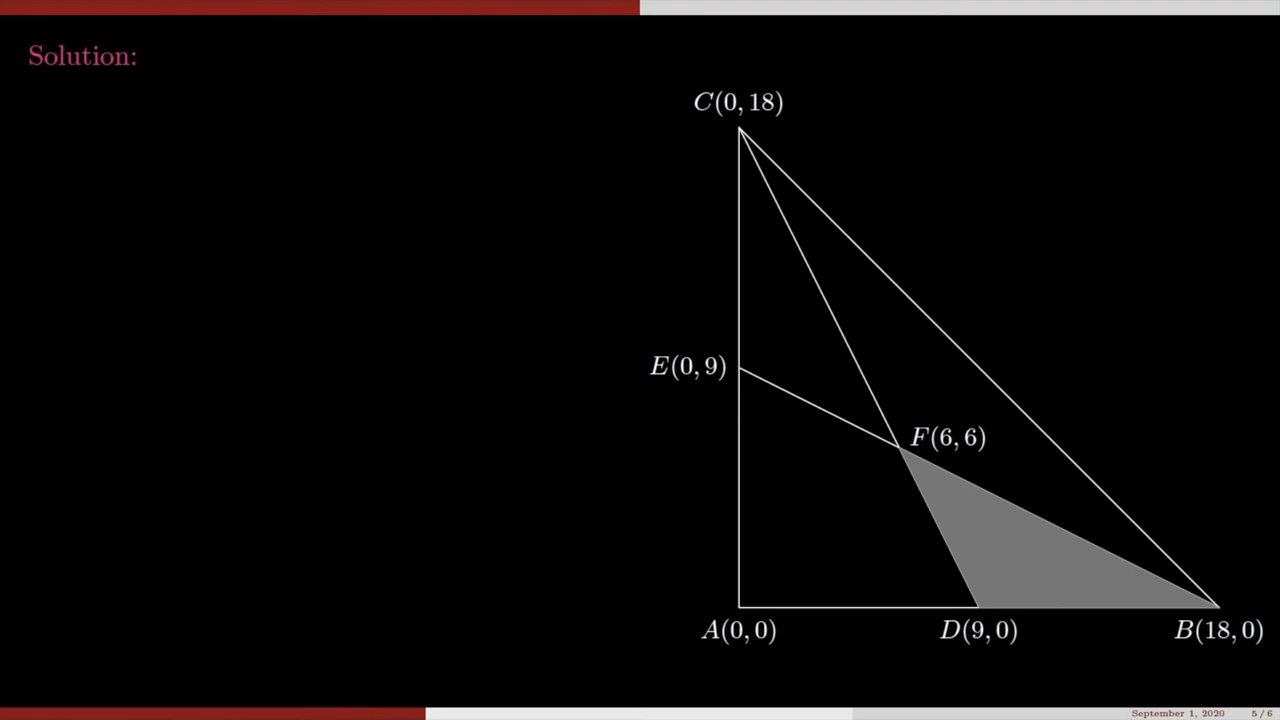 Solution:
C(0, 18)
E(0, 9)
F(6, 6)
A(0, 0)
D(9, 0)
B(18, 0)
September 1, 2020
5 / 6